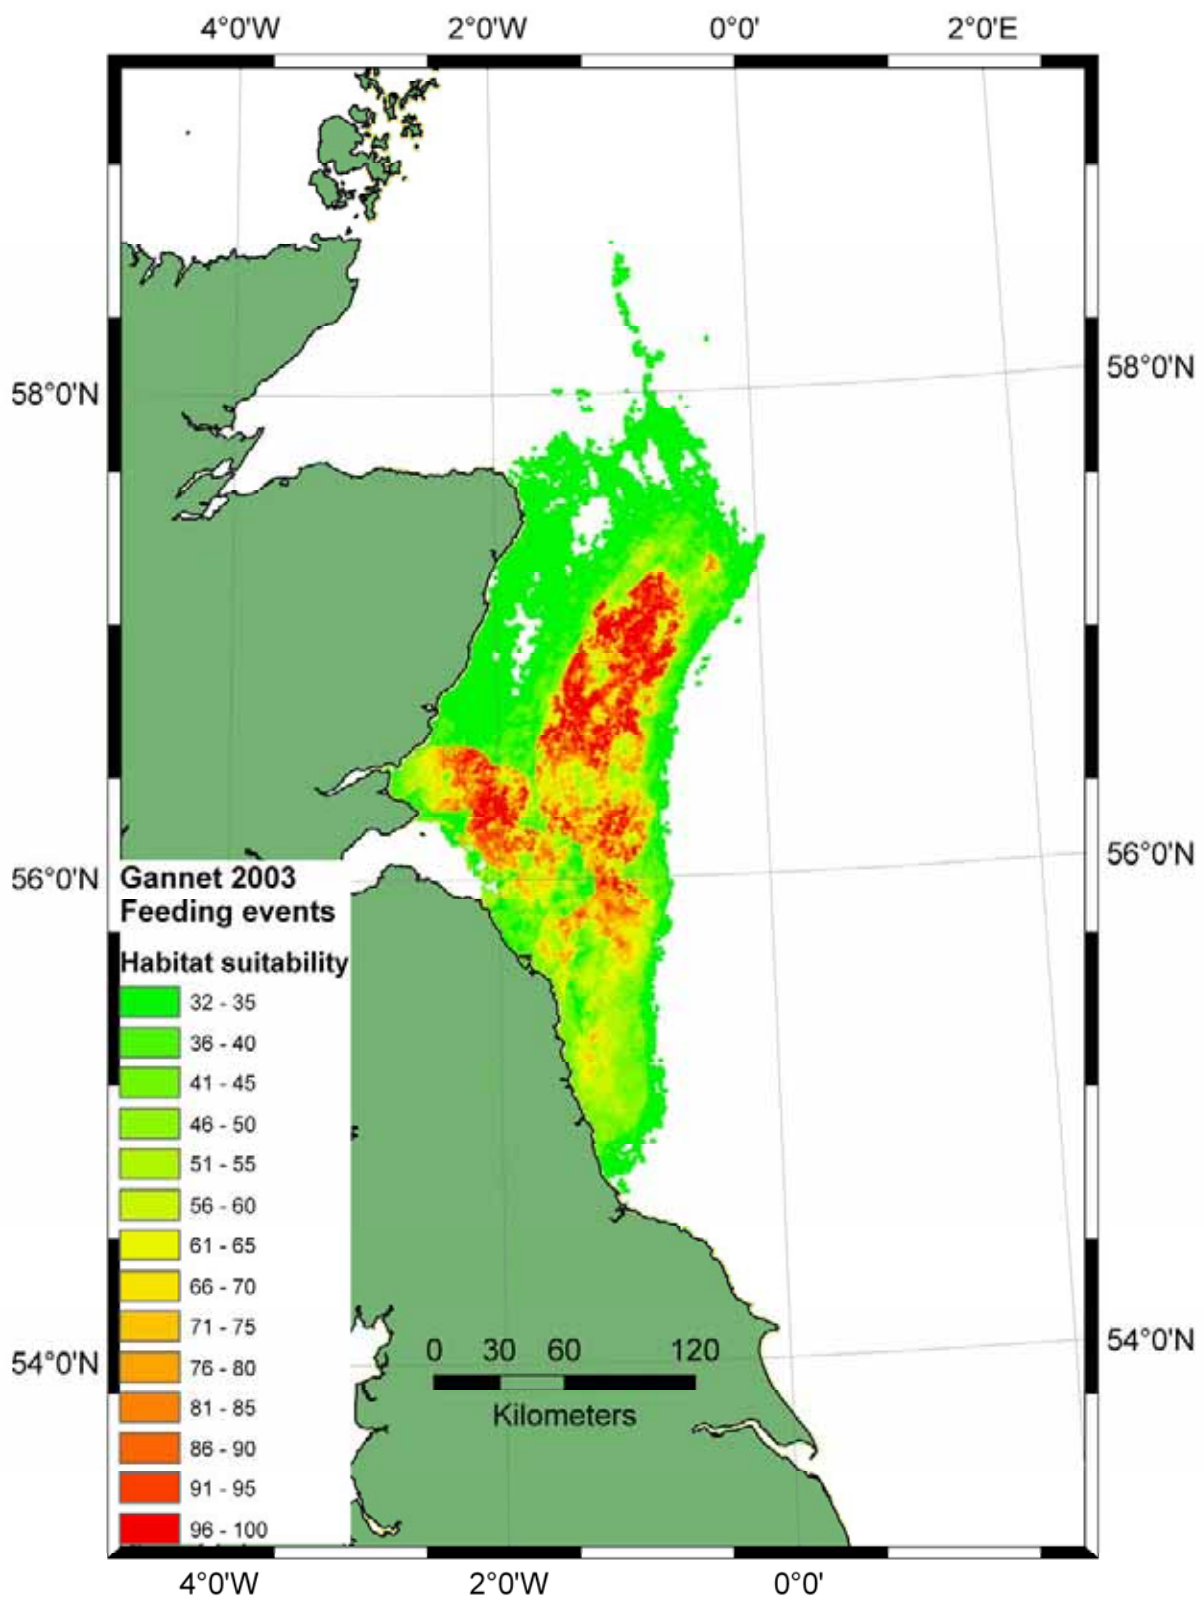 4°0'W 2°0'W 0°0' 2°0'E
58°0'N 58°0'N
56°0'N 56°0'N
Gannet 2003
Feeding events
Habitat suitability
32 - 35
36 - 40
41 - 45
46 - 50
51 - 55
56 - 60
61 - 65
66 - 70
71 - 75
76 - 80
81 - 85
86 - 90
91 - 95
96 - 100
54°0'N 54°0'N
0 30 60 120
Kilometers
4°0'W 2°0'W 0°0'